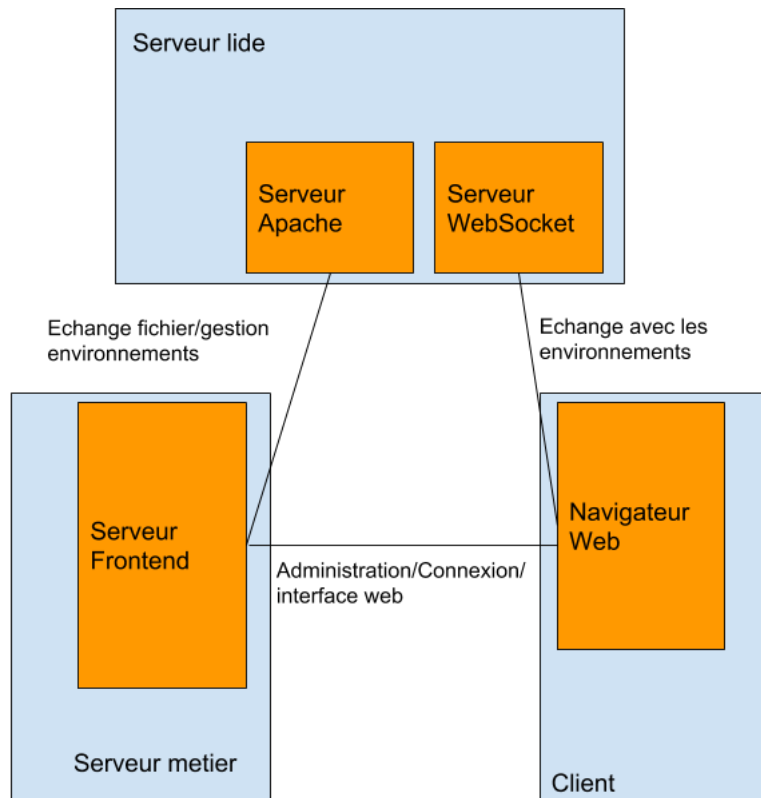 Serveur lide
Serveur
Apache
Serveur
WebSocket
Echange fichier/gestion
environnements
Echange avec les
environnements
Serveur
Frontend
Navigateur
Web
Administration/Connexion/
interface web
Serveur metier
Client